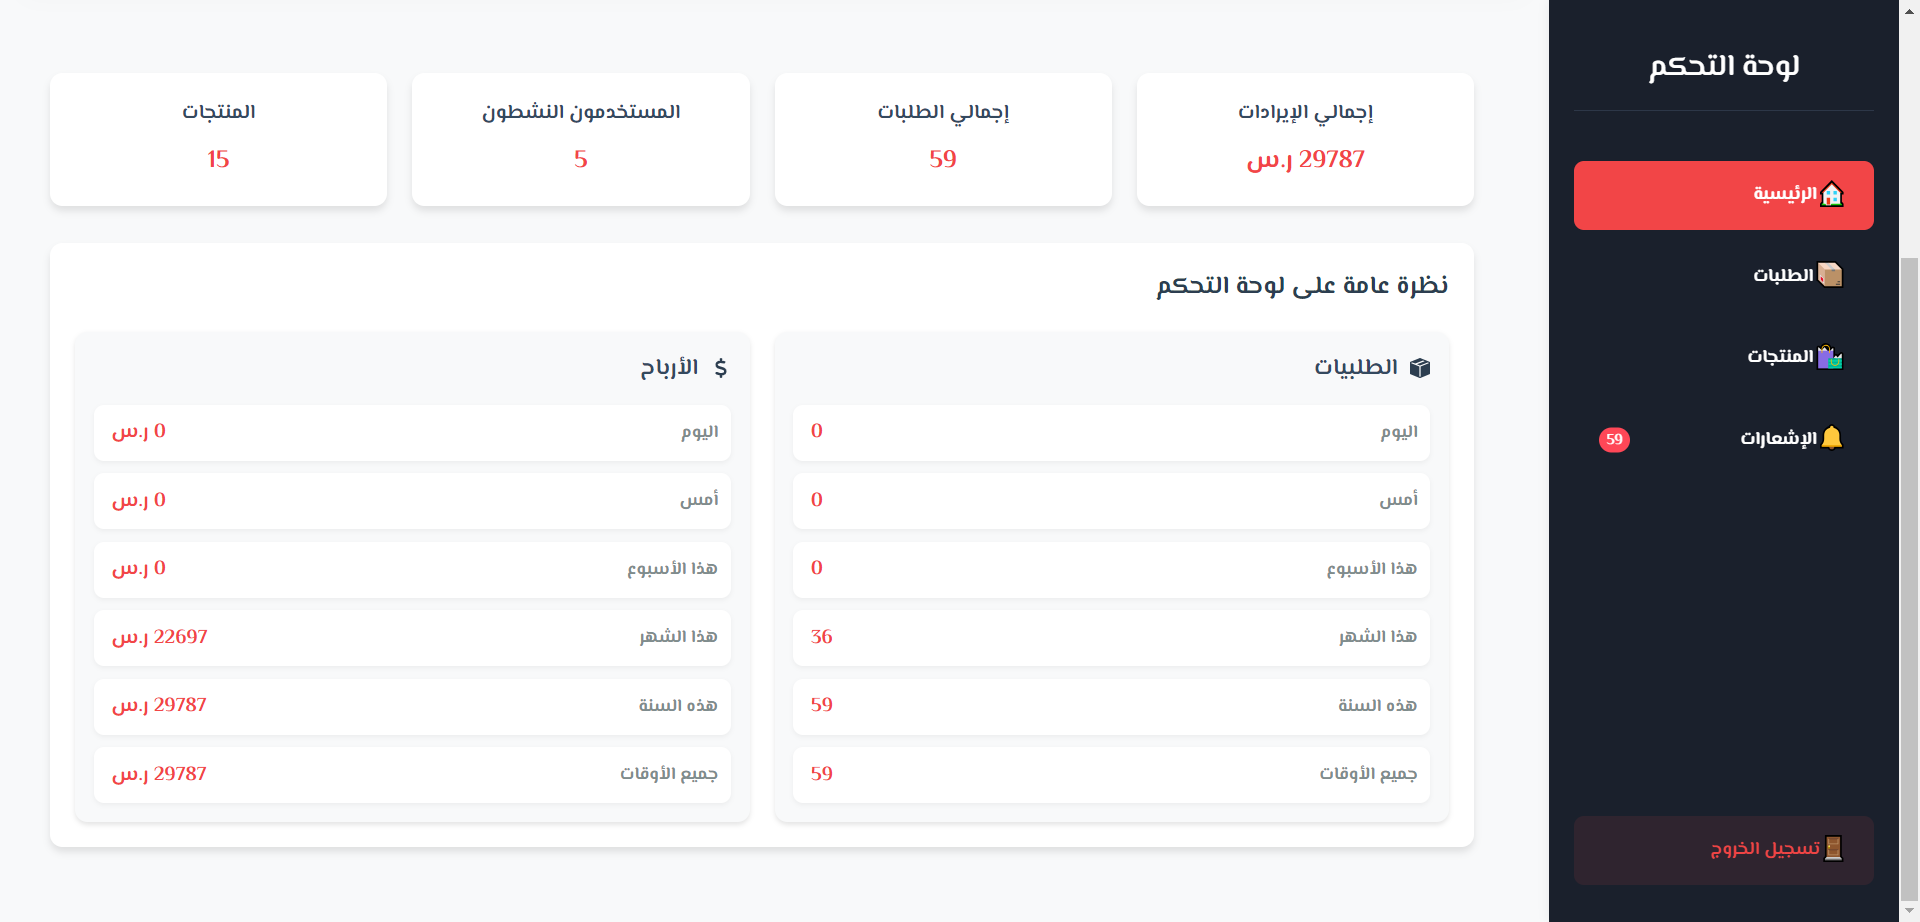 لوحة التحكم
الرئيسية
الطلبات
المنتجات
الإشعارات
59
تسجيل الخروج
إجمالي الإيرادات
29787 ر.س
إجمالي الطلبات
59
المستخدمون النشطون
5
المنتجات
15
نظرة عامة على لوحة التحكم
الطلبيات
اليوم
0
أمس
0
هذا الأسبوع
0
هذا الشهر
36
هذه السنة
59
جميع الأوقات
59
$ الأرباح
اليوم
0 ر.س
أمس
0 ر.س
هذا الأسبوع
0 ر.س
هذا الشهر
22697 ر.س
هذه السنة
29787 ر.س
جميع الأوقات
29787 ر.س